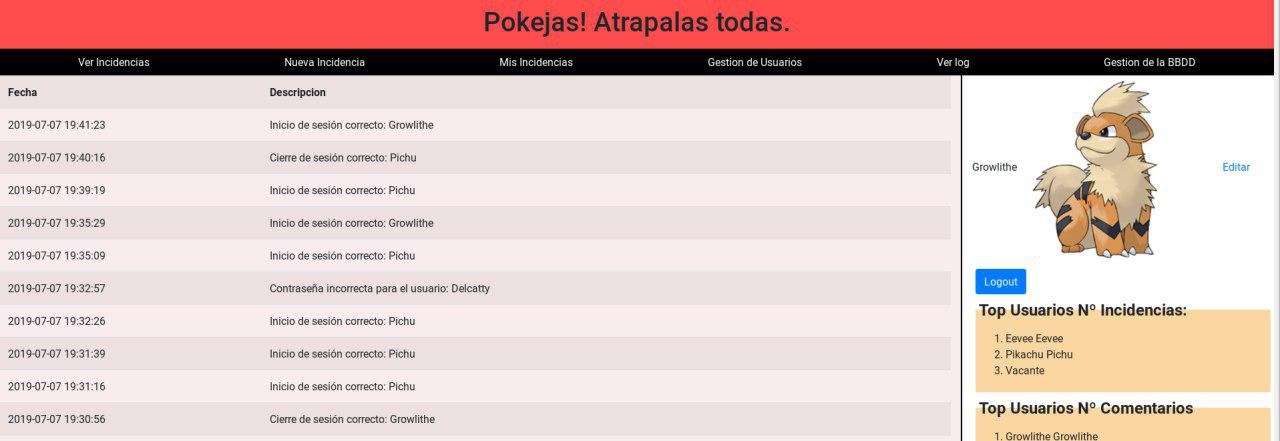 Pokejas! Atrapalas todas.
Ver Incidencias Nueva Incidencia Mis Incidencias Gestion de Usuarios Ver log Gestion de la BBDD
Fecha Descripcion
2019-07-07 19:41:23 Inicio de sesión correcto: Growlithe
2019-07-07 19:40:16 Cierre de sesión correcto: Pichu
2019-07-07 19:39:19 Inicio de sesión correcto: Pichu
2019-07-07 19:35:29 Inicio de sesión correcto: Growlithe
2019-07-07 19:35:09 Inicio de sesión correcto: Pichu
2019-07-07 19:32:57 Contraseña incorrecta para el usuario: Delcatty
2019-07-07 19:32:26 Inicio de sesión correcto: Pichu
2019-07-07 19:31:39 Inicio de sesión correcto: Pichu
2019-07-07 19:31:16 Inicio de sesión correcto: Pichu
2019-07-07 19:30:56 Cierre de sesión correcto: Growlithe
Growlithe Editar
Logout
Top Usuarios Nº Incidencias:
1. Eevee Eevee
2. Pikachu Pichu
3. Vacante
Top Usuarios Nº Comentarios
1. Growlithe Growlithe